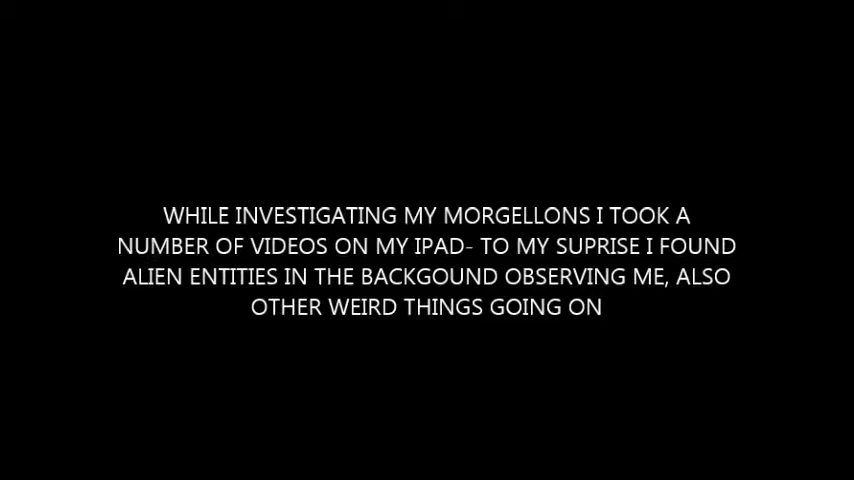 WHILE INVESTIGATING MY MORGELLONS I TOOK A
NUMBER OF VIDEOS ON MY IPAD- TO MY SUPRISE I FOUND
ALIEN ENTITIES IN THE BACKGOUND OBSERVING ME, ALSO
OTHER WEIRD THINGS GOING ON